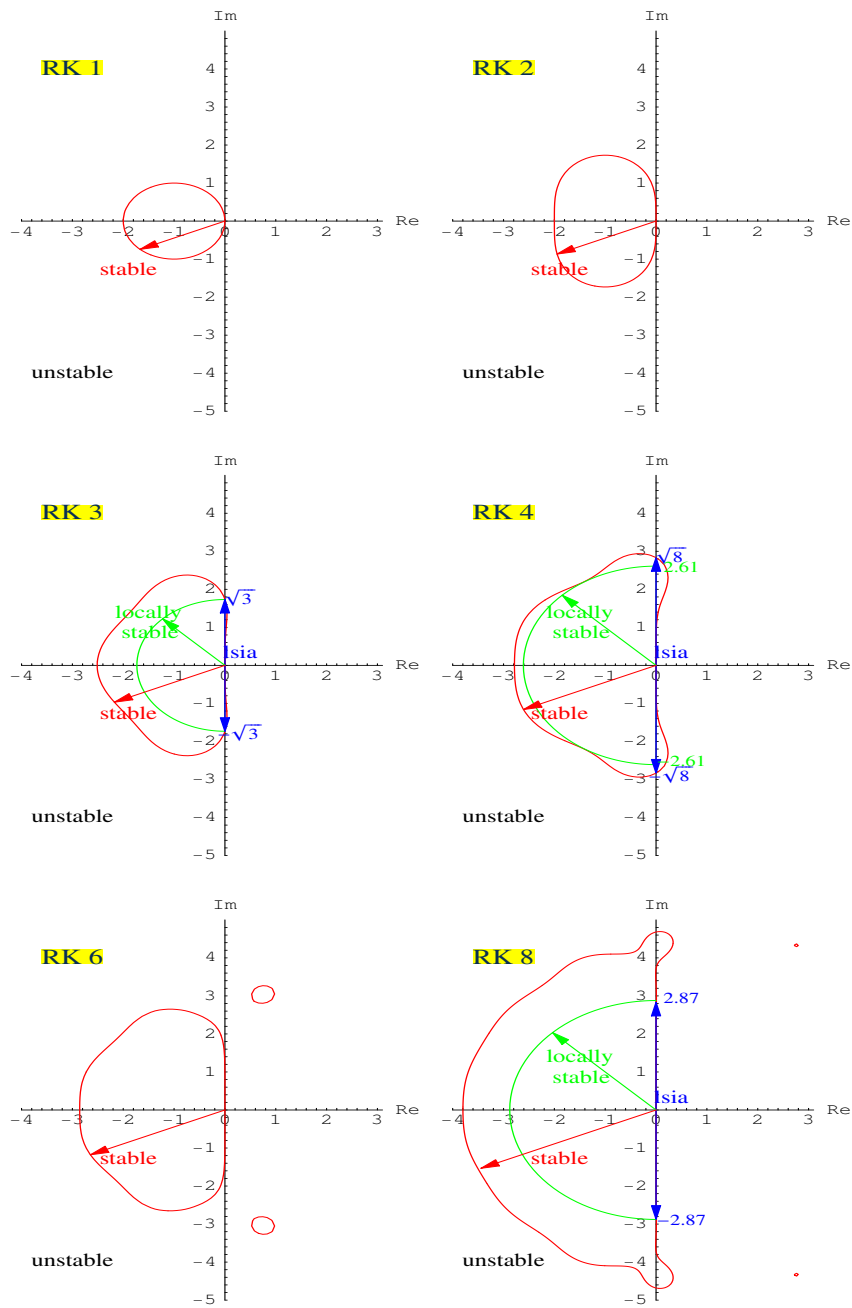 Im
Im
RK 1
RK 2
4
3
2
1
4
3
2
1
-4 -3 -2 -1 0 1 2 3 Re
-4 -3 -2 -1 0 1 2 3 Re
stable
stable
-1
-2
-3
-4
-5
-1
-2
-3
-4
-5
unstable
unstable
Im
Im
RK 3
RK 4
4
3
2
1
4
3
2
1
√3
√8
2.61
locally
stable
locally
stable
lsia
lsia
-4 -3 -2 -1 0 1 2 3 Re
-4 -3 -2 -1 0 1 2 3 Re
stable
stable
-1
-2
-3
-4
-5
-1
-2
-3
-4
-5
−√3
−2.61
−√8
unstable
unstable
Im
Im
RK 6
RK 8
4
3
2
1
4
3
2
1
2.87
locally
stable
lsia
-4 -3 -2 -1 0 1 2 3 Re
-4 -3 -2 -1 0 1 2 3 Re
stable
stable
-1
-2
-3
-4
-5
-1
-2
-3
-4
-5
−2.87
unstable
unstable